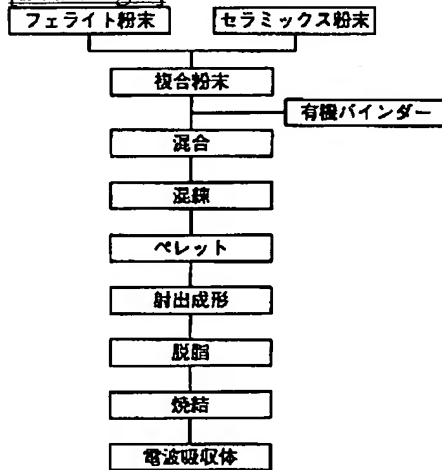 フェライト粉末
セラミックス粉末
複合粉末
有機バインダー
混合
混練
ペレット
射出成形
脱脂
焼結
電波吸収体